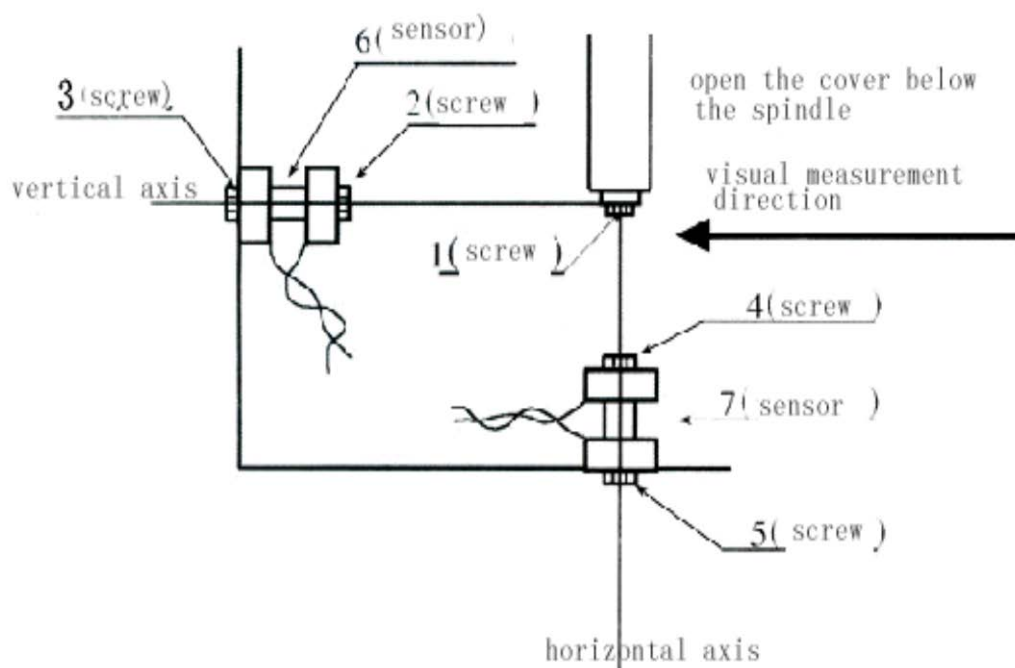 6(sensor)
3(screw)
2(screw)
open the cover below
the spindle
vertical axis
visual measurement
direction
1(screw)
4(screw)
7(sensor)
5(screw)
horizontal axis